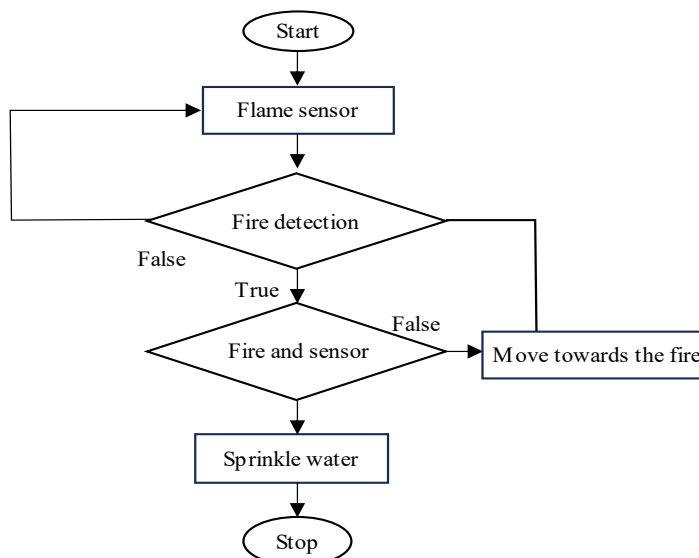 Start
Flame sensor
Fire detection
False
True
False
Fire and sensor
Move towards the fire
Sprinkle water
Stop